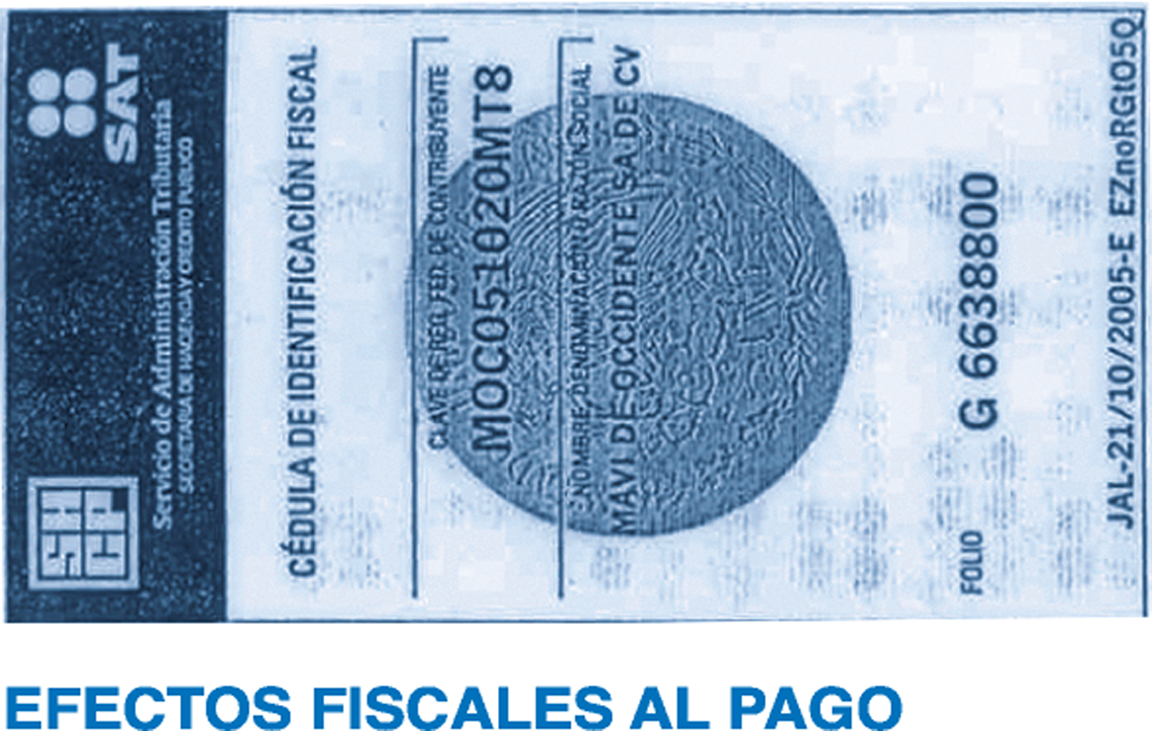 SAT
Servicio de Administración Tributaria
SECRETARIA DE HACIENDA Y CREDITO PUBLICO
SHCP
CÉDULA DE IDENTIFICACIÓN FISCAL
CLAVE DE REG. FED. DE CONTRIBUYENTE
MOC051020MT8
NOMBRE, DENOMINACIÓN O RAZÓN SOCIAL
MAVI DE OCCIDENTE SA DE CV
FOLIO G 6638800
JAL-21/10/2005-E EZnoRGtO5Q
EFECTOS FISCALES AL PAGO